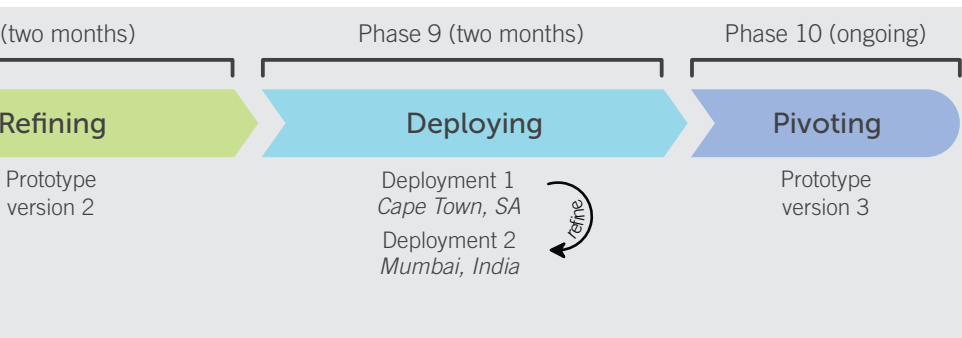 (two months)
Phase 9 (two months)
Phase 10 (ongoing)
Refining
Deploying
Pivoting
Prototype
version 2
Deployment 1
Cape Town, SA
Deployment 2
Mumbai, India
refine
Prototype
version 3